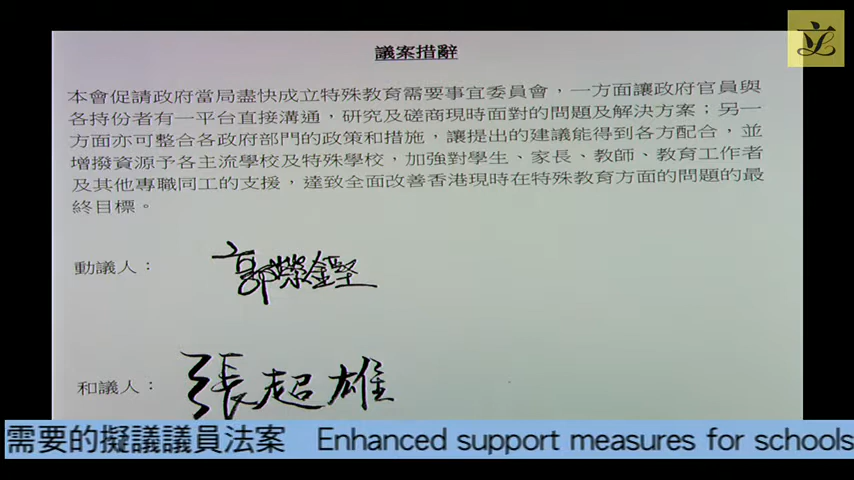 立
議案措辭
本會促請政府當局盡快成立特殊教育需要事宜委員會，一方面讓政府官員與
各持份者有一平台直接溝通，研究及磋商現時面對的問題及解決方案；另一
方面亦可整合各政府部門的政策和措施，讓提出的建議能得到各方配合，並
增撥資源予各主流學校及特殊學校，加強對學生、家長、教師、教育工作者
及其他專職同工的支援，達致全面改善香港現時在特殊教育方面的問題的最
終目標。
動議人： 郭榮鏗
和議人： 張超雄
需要的擬議議員法案 Enhanced support measures for schools